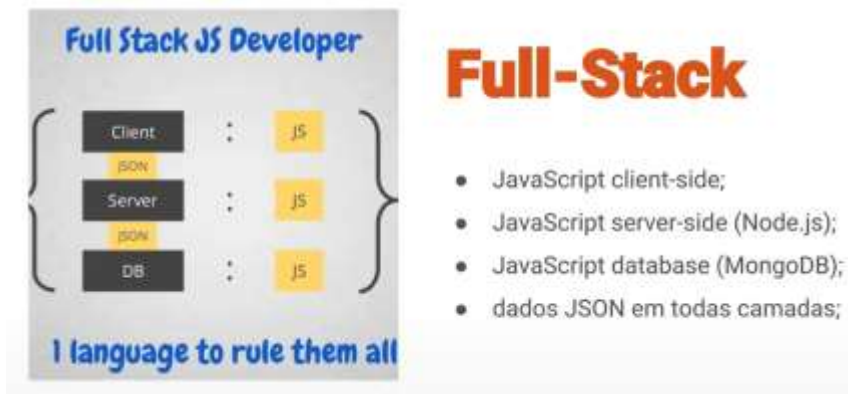 Full Stack JS Developer
{ Client : JS }
JSON
Server : JS
JSON
DB : JS
1 language to rule them all
Full-Stack
● JavaScript client-side;
● JavaScript server-side (Node.js);
● JavaScript database (MongoDB);
● dados JSON em todas camadas;